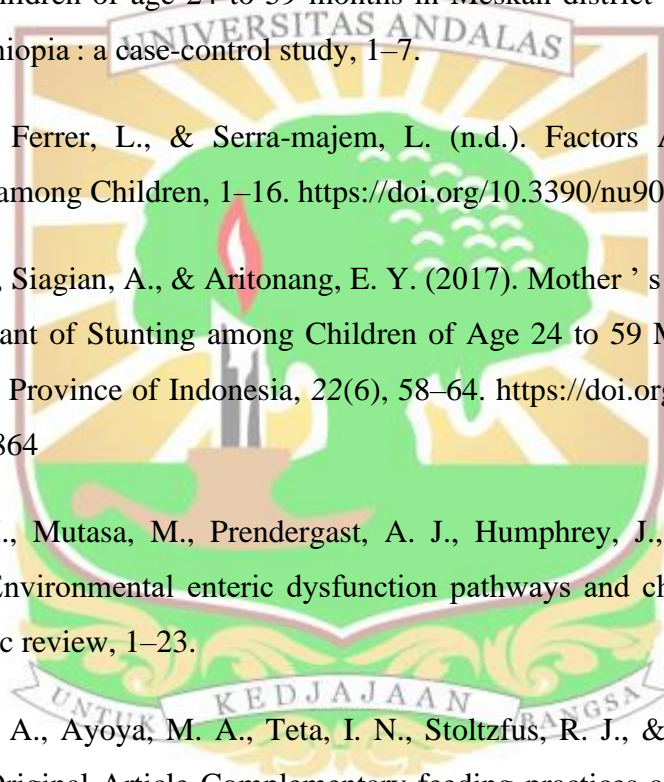 children of age 24 to 59 months in Meskan district
UNIVERSITAS ANDALAS
hiopia : a case-control study, 1–7.
Ferrer, L., & Serra-majem, L. (n.d.). Factors A
among Children, 1–16. https://doi.org/10.3390/nu90
, Siagian, A., & Aritonang, E. Y. (2017). Mother ’ s
ant of Stunting among Children of Age 24 to 59 M
Province of Indonesia, 22(6), 58–64. https://doi.org
864
., Mutasa, M., Prendergast, A. J., Humphrey, J.,
Environmental enteric dysfunction pathways and ch
ic review, 1–23.
UNTUK KEDJAJAAN BANGSA
A., Ayoya, M. A., Teta, I. N., Stoltzfus, R. J., &
Original Article Complementary feeding practices a